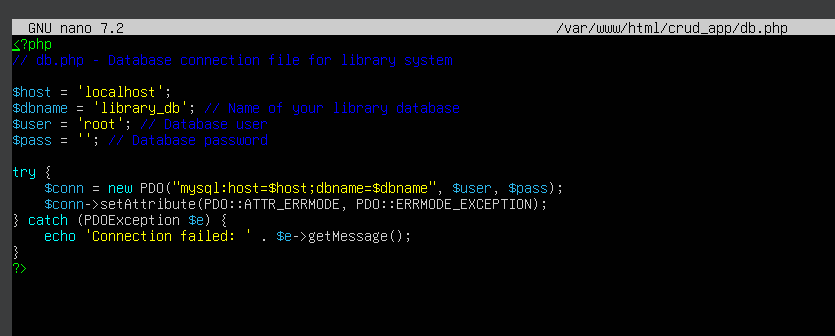 GNU nano 7.2 /var/www/html/crud_app/db.php
<?php
// db.php - Database connection file for library system
$host = 'localhost';
$dbname = 'library_db'; // Name of your library database
$user = 'root'; // Database user
$pass = ''; // Database password
try {
    $conn = new PDO("mysql:host=$host;dbname=$dbname", $user, $pass);
    $conn->setAttribute(PDO::ATTR_ERRMODE, PDO::ERRMODE_EXCEPTION);
} catch (PDOException $e) {
    echo 'Connection failed: ' . $e->getMessage();
}
?>